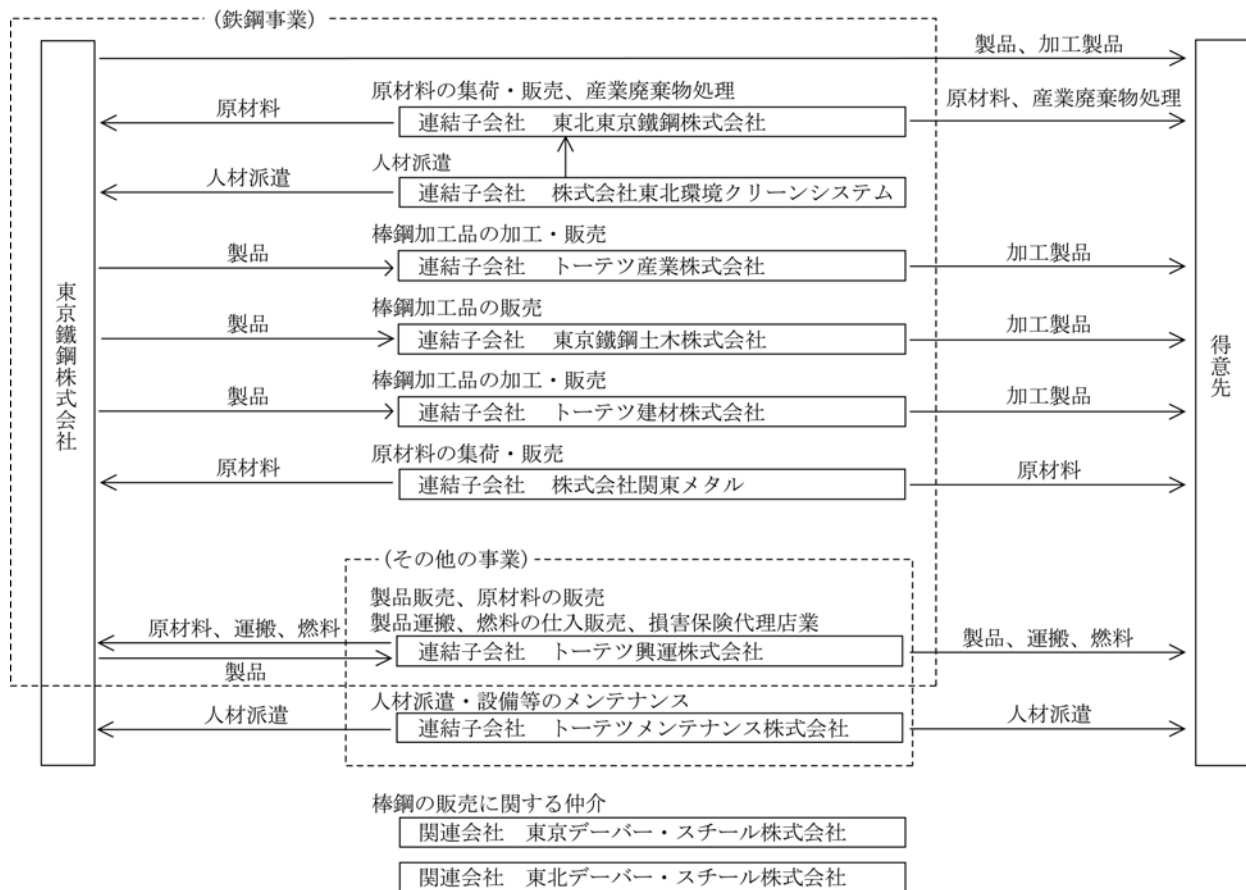 (鉄鋼事業)
製品、加工製品
原材料の集荷・販売、産業廃棄物処理
原材料、産業廃棄物処理
原材料
連結子会社 東北東京鐵鋼株式会社
人材派遣
人材派遣
連結子会社 株式会社東北環境クリーンシステム
棒鋼加工品の加工・販売
製品
加工製品
連結子会社 トーテツ産業株式会社
棒鋼加工品の販売
製品
加工製品
連結子会社 東京鐵鋼土木株式会社
東京鐵鋼株式会社
得意先
棒鋼加工品の加工・販売
製品
加工製品
連結子会社 トーテツ建材株式会社
原材料の集荷・販売
原材料
原材料
連結子会社 株式会社関東メタル
(その他の事業)
製品販売、原材料の販売
製品運搬、燃料の仕入販売、損害保険代理店業
原材料、運搬、燃料
製品、運搬、燃料
連結子会社 トーテツ興運株式会社
製品
人材派遣・設備等のメンテナンス
人材派遣
人材派遣
連結子会社 トーテツメンテナンス株式会社
棒鋼の販売に関する仲介
関連会社 東京デーバー・スチール株式会社
関連会社 東北デーバー・スチール株式会社